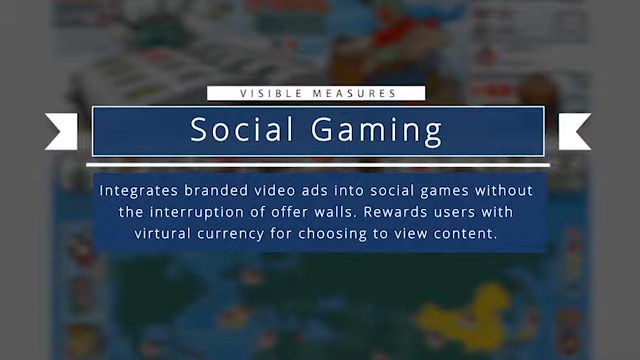 VISIBLE MEASURES
Social Gaming
Integrates branded video ads into social games without
the interruption of offer walls. Rewards users with
virtural currency for choosing to view content.